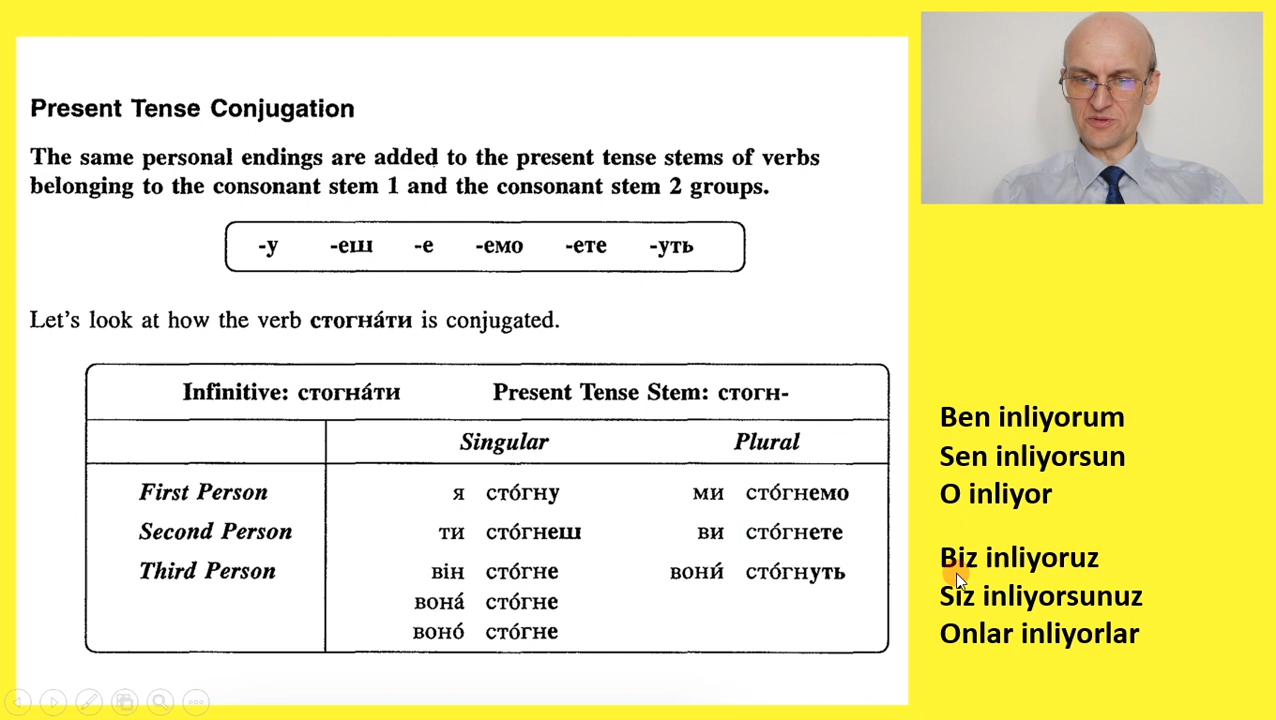 Present Tense Conjugation
The same personal endings are added to the present tense stems of verbs
belonging to the consonant stem 1 and the consonant stem 2 groups.
-у -еш -е -емо -ете -уть
Let's look at how the verb стогна́ти is conjugated.
Infinitive: стогна́ти Present Tense Stem: стогн-
Singular Plural
First Person я сто́гну ми сто́гнемо
Second Person ти сто́гнеш ви сто́гнете
Third Person він сто́гне вони́ сто́гнуть
вона́ сто́гне
воно́ сто́гне
Ben inliyorum
Sen inliyorsun
O inliyor
Biz inliyoruz
Siz inliyorsunuz
Onlar inliyorlar